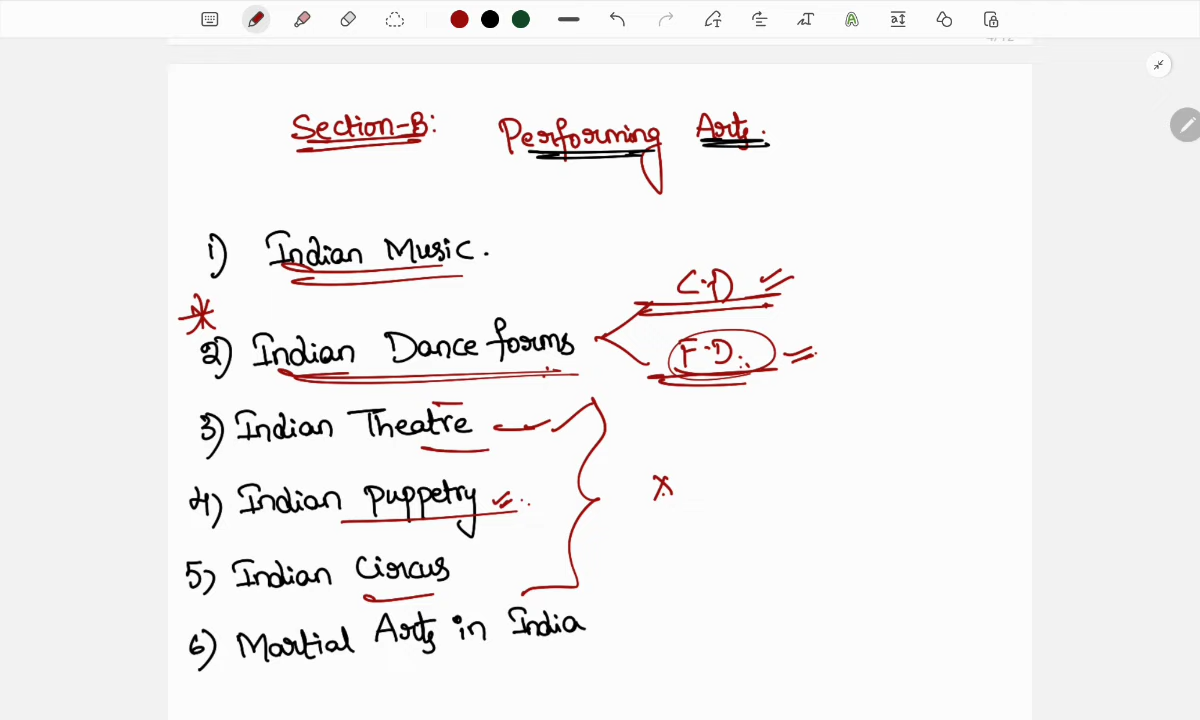 Section-B: Performing Arts.
1) Indian Music.
C.D
2) Indian Dance forms
F.D.
3) Indian Theatre
4) Indian Puppetry
5) Indian Circus
6) Martial Arts in India